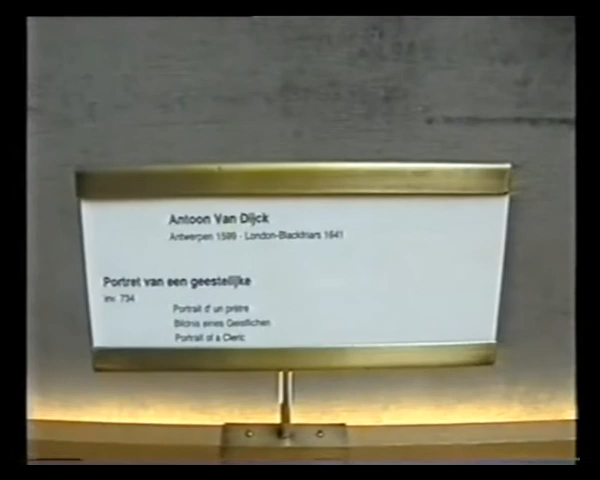 Antoon Van Dijck
Antwerpen 1599 - London-Blackfriars 1641
Portret van een geestelijke
inv. 734
Portrait d'un prètre
Bildnis eines Geistlichen
Portrait of a Cleric